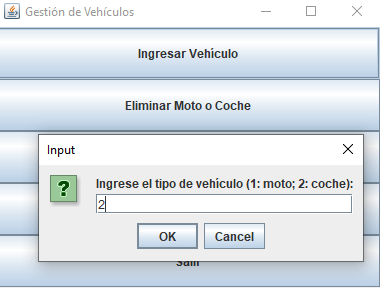 Gestión de Vehículos
Ingresar Vehículo
Eliminar Moto o Coche
Input
Ingrese el tipo de vehículo (1: moto; 2: coche):
2
OK Cancel
Salir